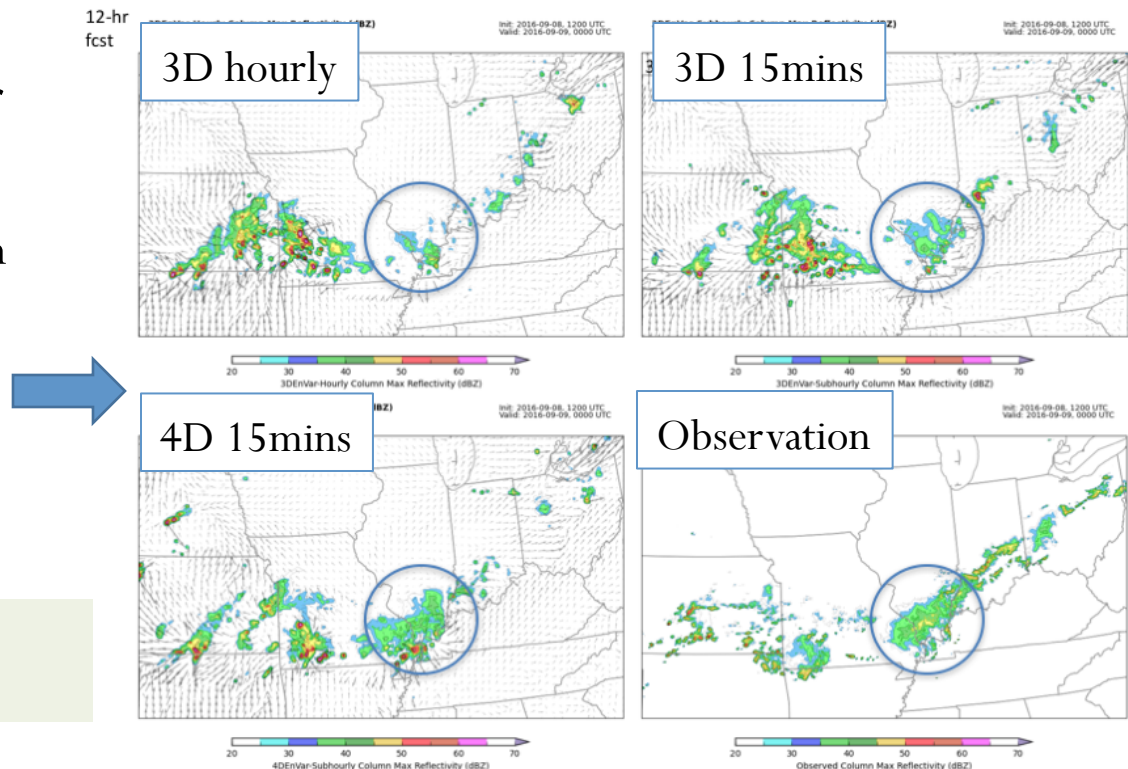 12-hr
fcst
3D hourly
Init: 2016-09-08, 1200 UTC
Valid: 2016-09-09, 0000 UTC
20 30 40 50 60 70
3DEnVar-Hourly Column Max Reflectivity (dBZ)
3D 15mins
Init: 2016-09-08, 1200 UTC
Valid: 2016-09-09, 0000 UTC
20 30 40 50 60 70
3DEnVar-Subhourly Column Max Reflectivity (dBZ)
4D 15mins
BZ)
Init: 2016-09-08, 1200 UTC
Valid: 2016-09-09, 0000 UTC
20 30 40 50 60 70
4DEnVar-Subhourly Column Max Reflectivity (dBZ)
Observation
Init: 2016-09-08, 1200 UTC
Valid: 2016-09-09, 0000 UTC
20 30 40 50 60 70
Observed Column Max Reflectivity (dBZ)